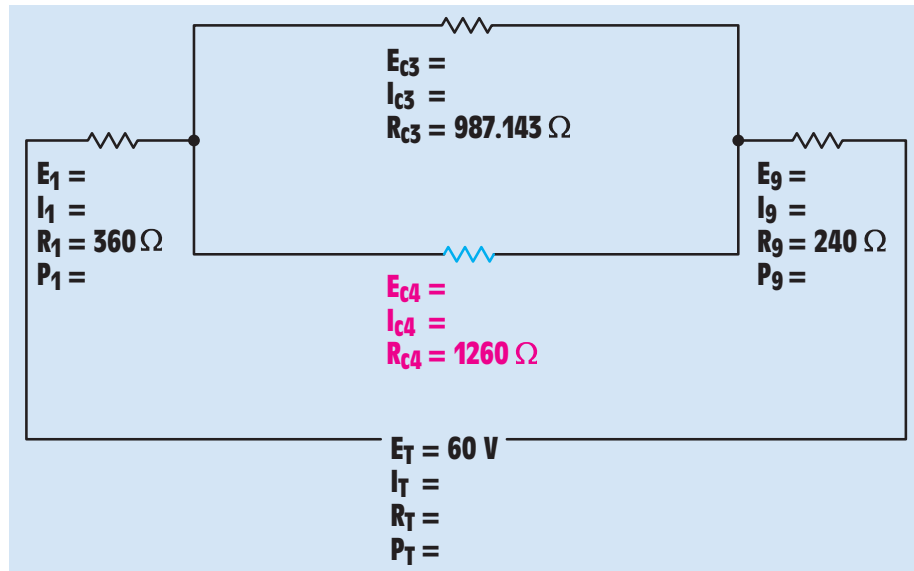 E_C3 =
I_C3 =
R_C3 = 987.143 Ω
E_1 =
I_1 =
R_1 = 360 Ω
P_1 =
E_9 =
I_9 =
R_9 = 240 Ω
P_9 =
E_C4 =
I_C4 =
R_C4 = 1260 Ω
E_T = 60 V
I_T =
R_T =
P_T =